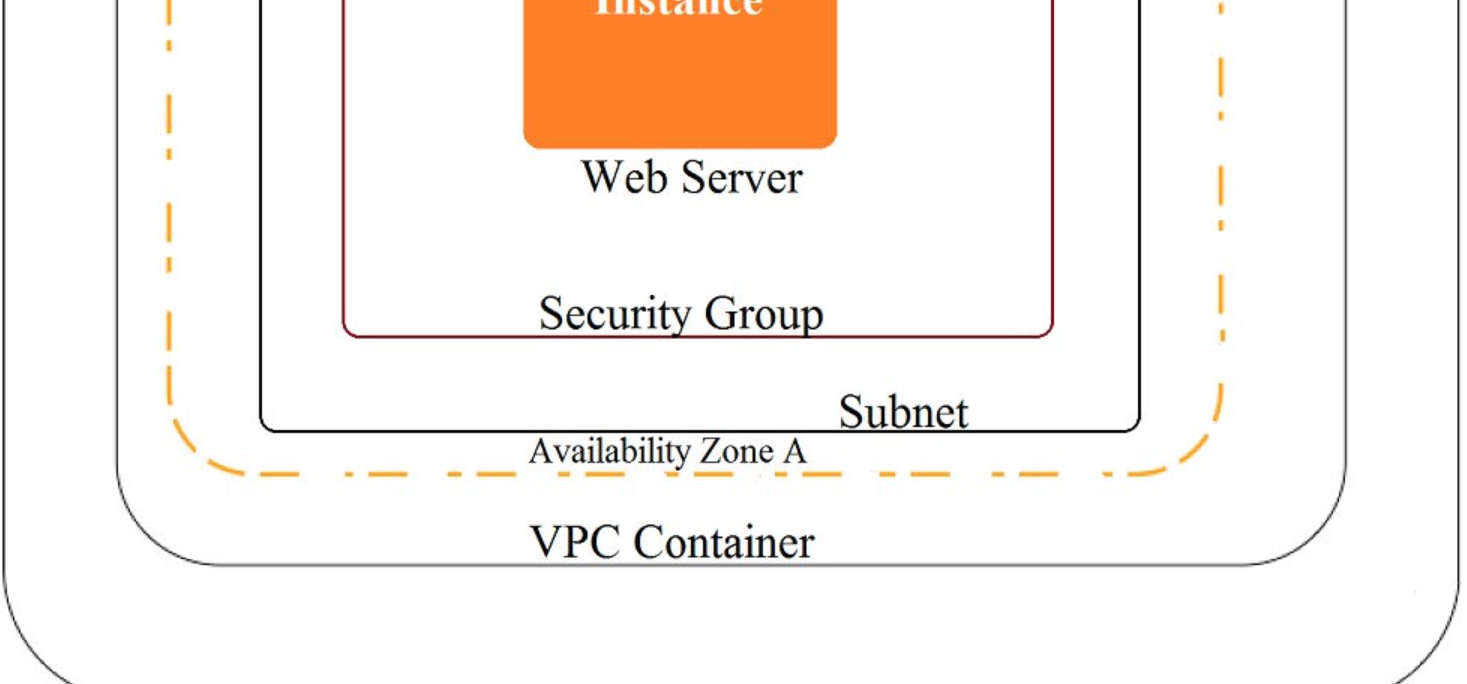 Instance
Web Server
Security Group
Subnet
Availability Zone A
VPC Container